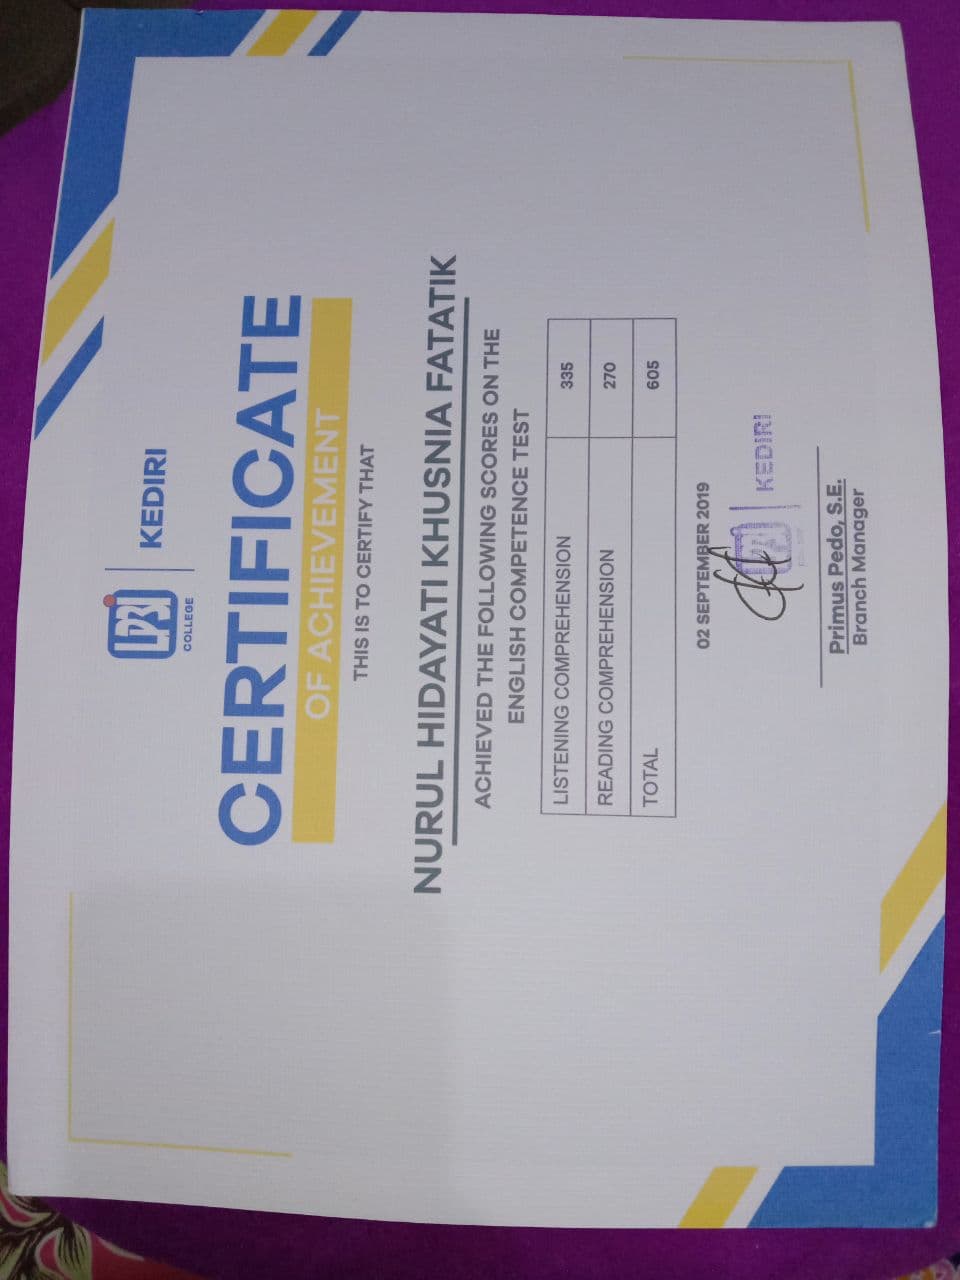 LP3I
COLLEGE
KEDIRI
CERTIFICATE
OF ACHIEVEMENT
THIS IS TO CERTIFY THAT
NURUL HIDAYATI KHUSNIA FATATIK
ACHIEVED THE FOLLOWING SCORES ON THE
ENGLISH COMPETENCE TEST
LISTENING COMPREHENSION 335
READING COMPREHENSION 270
TOTAL 605
02 SEPTEMBER 2019
LP3I KEDIRI
Primus Pedo, S.E.
Branch Manager